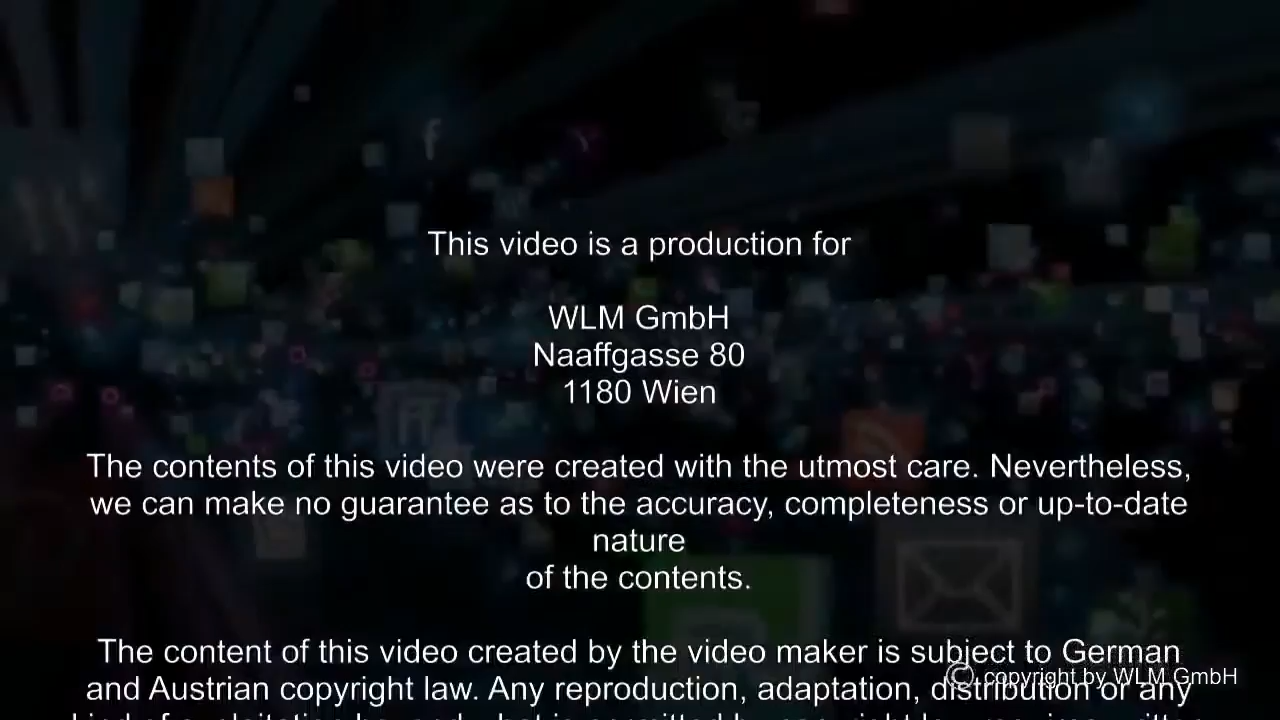 This video is a production for
WLM GmbH
Naaffgasse 80
1180 Wien
The contents of this video were created with the utmost care. Nevertheless,
we can make no guarantee as to the accuracy, completeness or up-to-date
nature
of the contents.
The content of this video created by the video maker is subject to German
and Austrian copyright law. Any reproduction, adaptation, distribution or any
© copyright by WLM GmbH